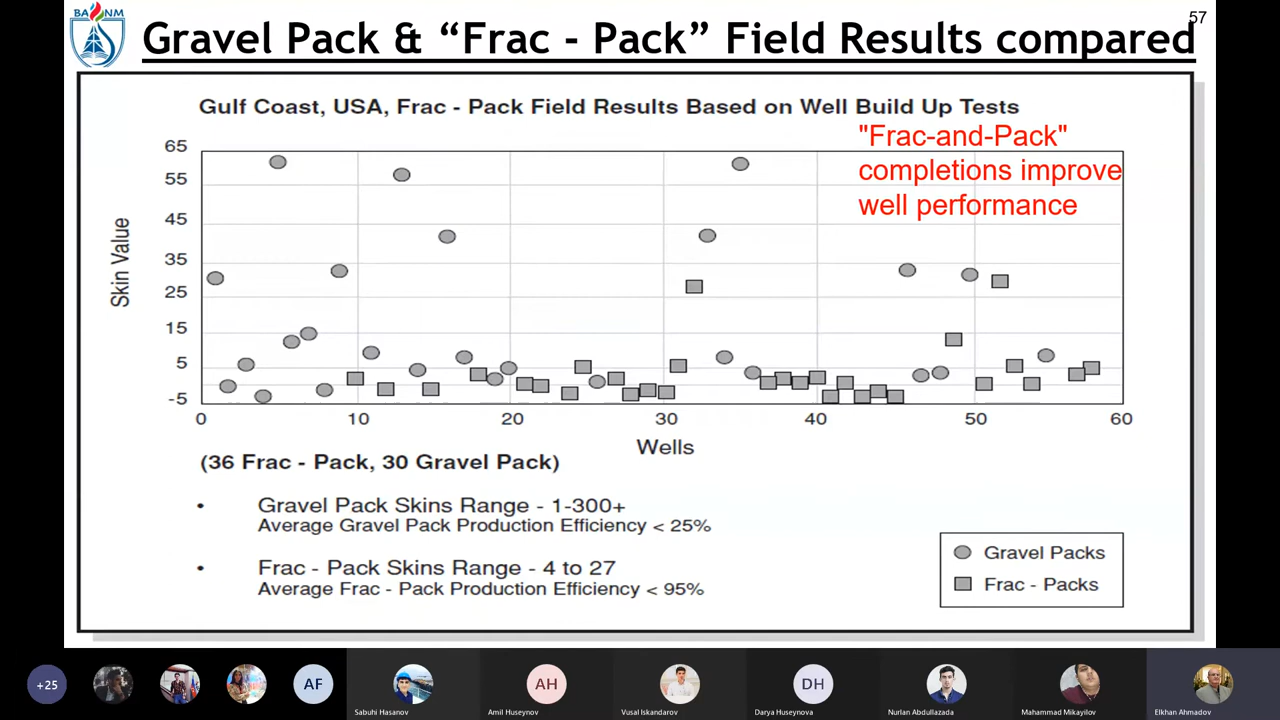 BANM
57
Gravel Pack & “Frac - Pack” Field Results compared
Gulf Coast, USA, Frac - Pack Field Results Based on Well Build Up Tests
"Frac-and-Pack"
completions improve
well performance
65
55
45
35
25
15
5
-5
Skin Value
0 10 20 30 40 50 60
Wells
(36 Frac - Pack, 30 Gravel Pack)
• Gravel Pack Skins Range - 1-300+
Average Gravel Pack Production Efficiency < 25%
• Frac - Pack Skins Range - 4 to 27
Average Frac - Pack Production Efficiency < 95%
Gravel Packs
Frac - Packs
+25
AF
AH
DH
Sabuhi Hasanov
Amil Huseynov
Vusal Iskandarov
Darya Huseynova
Nurlan Abdullazada
Mahammad Mikayilov
Elkhan Ahmadov